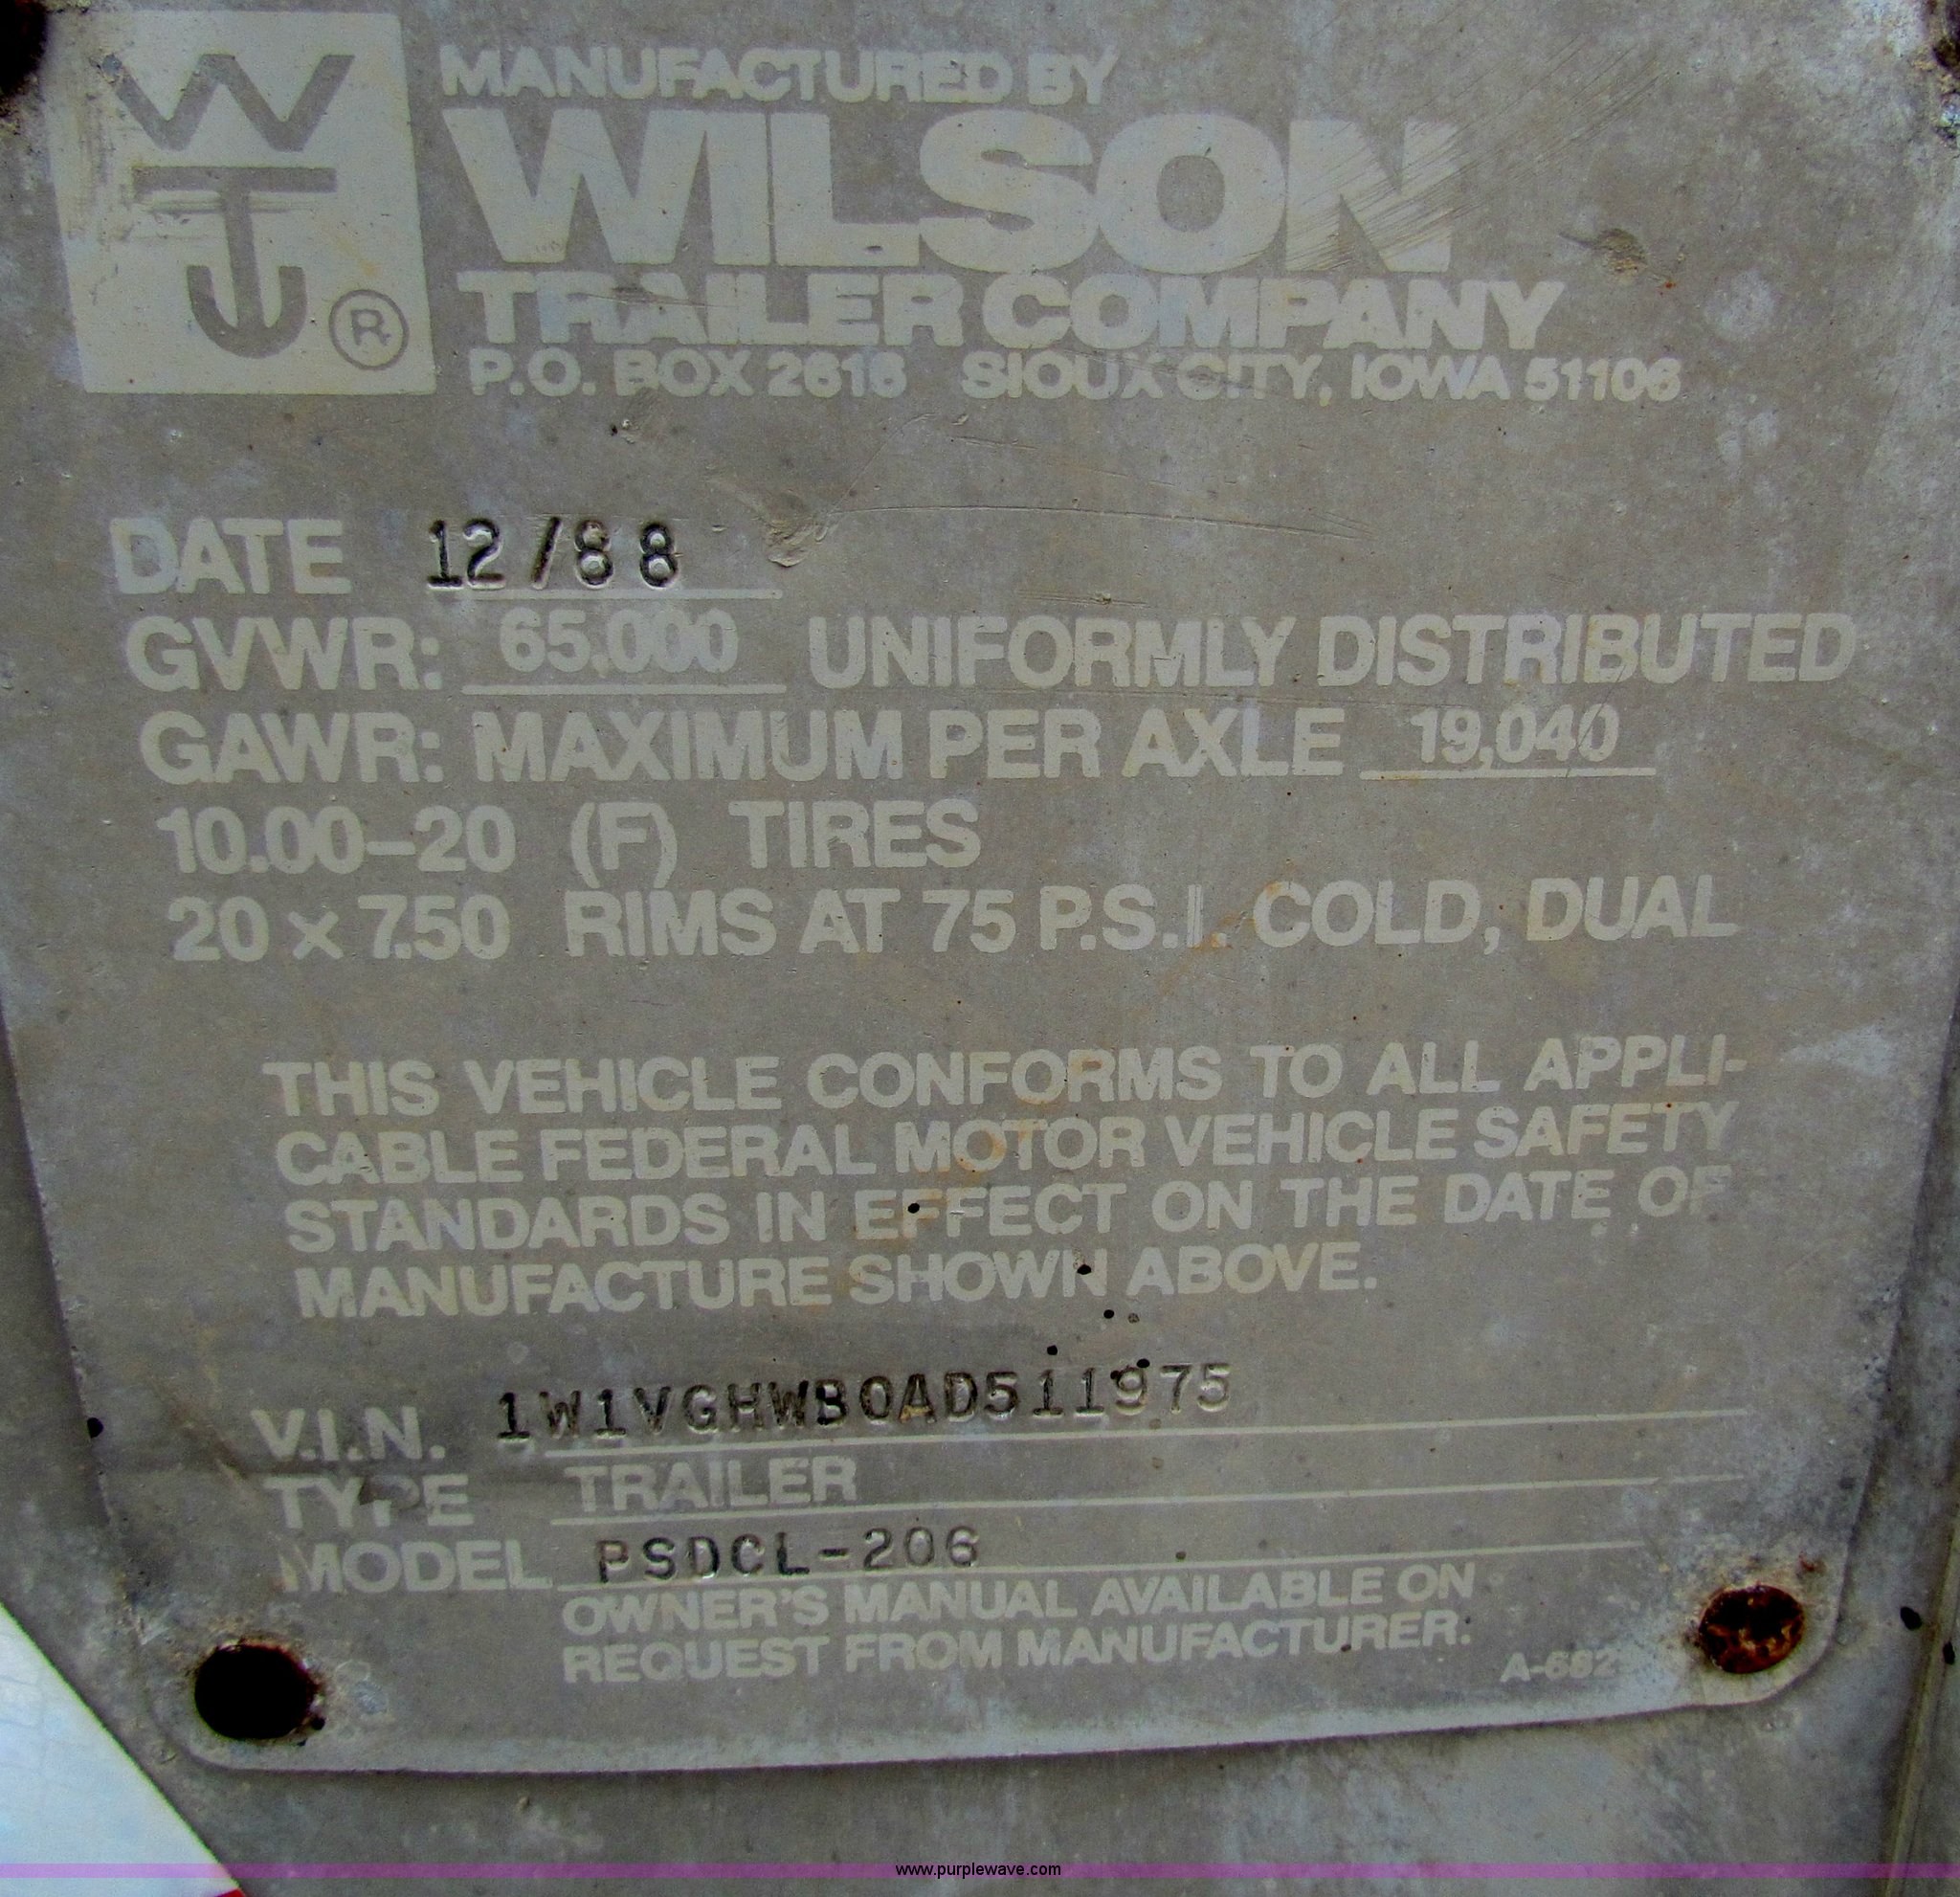 WTJ ®
MANUFACTURED BY
WILSON
TRAILER COMPANY
P.O. BOX 2616 SIOUX CITY, IOWA 51106
DATE 12/88
GVWR: 65,000 UNIFORMLY DISTRIBUTED
GAWR: MAXIMUM PER AXLE 19,040
10.00-20 (F) TIRES
20 x 7.50 RIMS AT 75 P.S.I. COLD, DUAL
THIS VEHICLE CONFORMS TO ALL APPLI-
CABLE FEDERAL MOTOR VEHICLE SAFETY
STANDARDS IN EFFECT ON THE DATE OF
MANUFACTURE SHOWN ABOVE.
V.I.N. 1W1VGHWB0AD511975
TYPE TRAILER
MODEL PSDCL-206
OWNER'S MANUAL AVAILABLE ON
REQUEST FROM MANUFACTURER.
www.purplewave.com